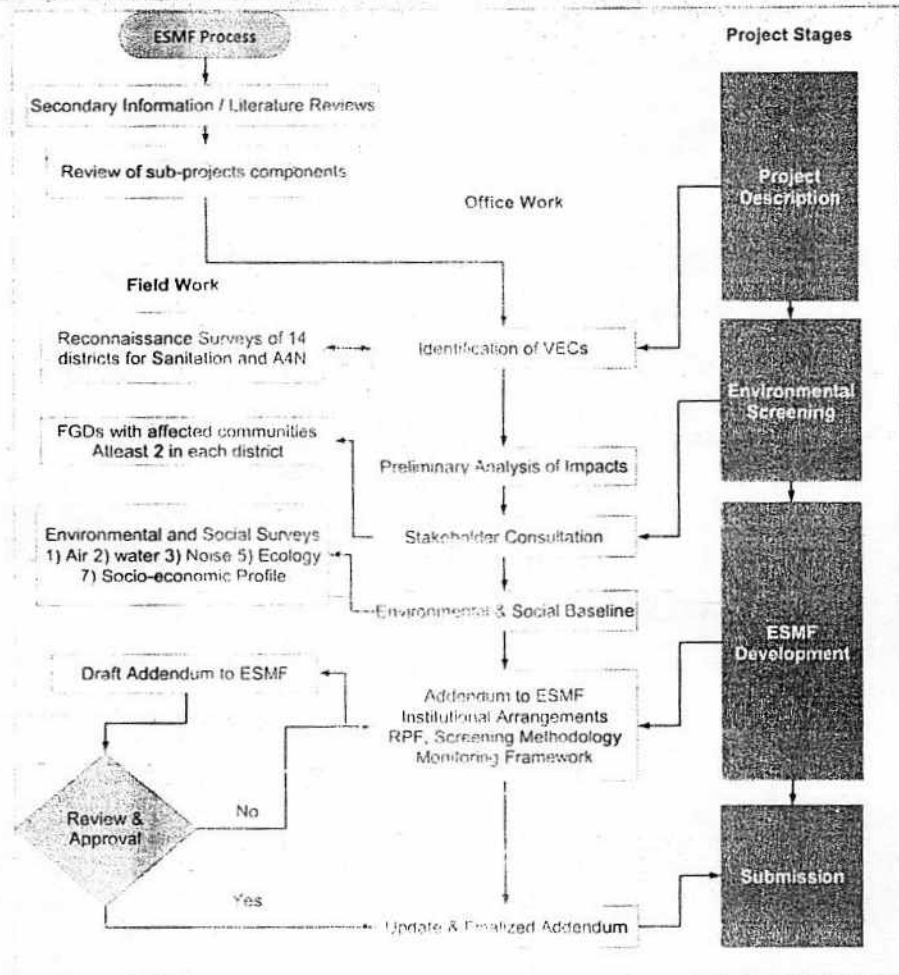 ESMF Process
Project Stages
Secondary Information / Literature Reviews
Review of sub-projects components
Project
Description
Office Work
Field Work
Reconnaissance Surveys of 14
districts for Sanitation and A4N
Identification of VECs
Environmental
Screening
FGDs with affected communities
Atleast 2 in each district
Preliminary Analysis of Impacts
Environmental and Social Surveys
1) Air 2) water 3) Noise 5) Ecology
7) Socio-economic Profile
Stakeholder Consultation
Environmental & Social Baseline
ESMF
Development
Draft Addendum to ESMF
Addendum to ESMF
Institutional Arrangements
RPF, Screening Methodology
Monitoring Framework
Review &
Approval
No
Submission
Yes
Update & Finalized Addendum